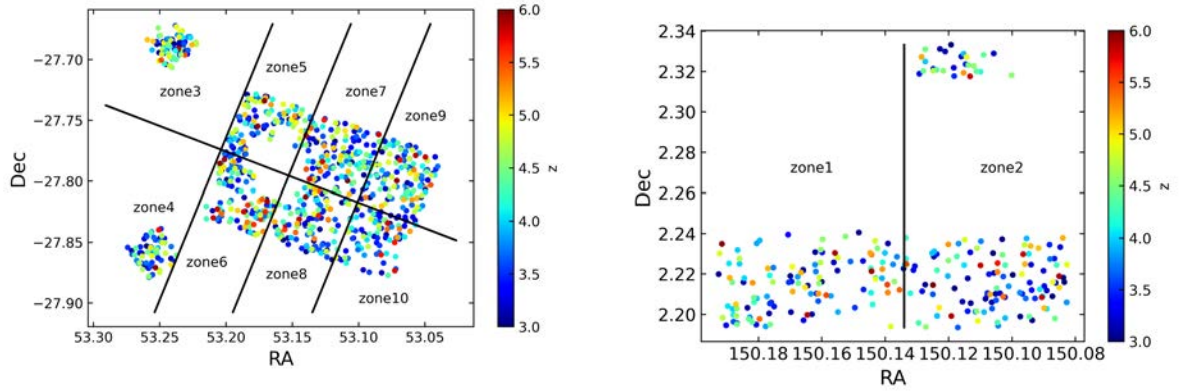 −27.70
−27.75
−27.80
−27.85
−27.90
Dec
53.30
53.25
53.20
53.15
53.10
53.05
RA
zone3
zone5
zone7
zone9
zone4
zone6
zone8
zone10
6.0
5.5
5.0
4.5
4.0
3.5
3.0
z
2.34
2.32
2.30
2.28
2.26
2.24
2.22
2.20
Dec
150.18
150.16
150.14
150.12
150.10
150.08
RA
zone1
zone2
6.0
5.5
5.0
4.5
4.0
3.5
3.0
z